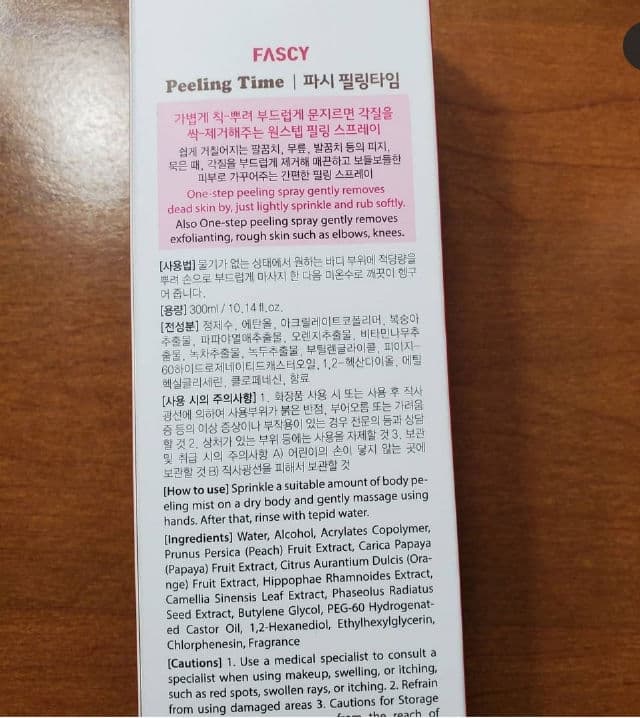 FASCY
Peeling Time | 파시 필링타임
가볍게 칙-뿌려 부드럽게 문지르면 각질을
싹-제거해주는 원스텝 필링 스프레이
쉽게 거칠어지는 팔꿈치, 무릎, 발꿈치 등의 피지,
묵은 때, 각질을 부드럽게 제거해 매끈하고 보들보들한
피부로 가꾸어주는 간편한 필링 스프레이
One-step peeling spray gently removes
dead skin by, just lightly sprinkle and rub softly.
Also One-step peeling spray gently removes
exfolianting, rough skin such as elbows, knees.
[사용법] 물기가 없는 상태에서 원하는 바디 부위에 적당량을
뿌려 손으로 부드럽게 마사지 한 다음 미온수로 깨끗이 헹구
어 줍니다.
[용량] 300ml / 10.14fl.oz.
[전성분] 정제수, 에탄올, 아크릴레이트코폴리머, 복숭아
추출물, 파파야열매추출물, 오렌지추출물, 비타민나무추
출물, 녹차추출물, 녹두추출물, 부틸렌글라이콜, 피이지-
60하이드로제네이티드캐스터오일, 1,2-헥산다이올, 에틸
헥실글리세린, 클로페네신, 향료
[사용 시의 주의사항] 1. 화장품 사용 시 또는 사용 후 직사
광선에 의하여 사용부위가 붉은 반점, 부어오름 또는 가려움
증 등의 이상 증상이나 부작용이 있는 경우 전문의 등과 상담
할 것 2. 상처가 있는 부위 등에는 사용을 자제할 것 3. 보관
및 취급 시의 주의사항 A) 어린이의 손이 닿지 않는 곳에
보관할 것 B) 직사광선을 피해서 보관할 것
[How to use] Sprinkle a suitable amount of body pe-
eling mist on a dry body and gently massage using
hands. After that, rinse with tepid water.
[Ingredients] Water, Alcohol, Acrylates Copolymer,
Prunus Persica (Peach) Fruit Extract, Carica Papaya
(Papaya) Fruit Extract, Citrus Aurantium Dulcis (Ora-
nge) Fruit Extract, Hippophae Rhamnoides Extract,
Camellia Sinensis Leaf Extract, Phaseolus Radiatus
Seed Extract, Butylene Glycol, PEG-60 Hydrogenat-
ed Castor Oil, 1,2-Hexanediol, Ethylhexylglycerin,
Chlorphenesin, Fragrance
[Cautions] 1. Use a medical specialist to consult a
specialist when using makeup, swelling, or itching,
such as red spots, swollen rays, or itching. 2. Refrain
from using damaged areas 3. Cautions for Storage
from the reach of